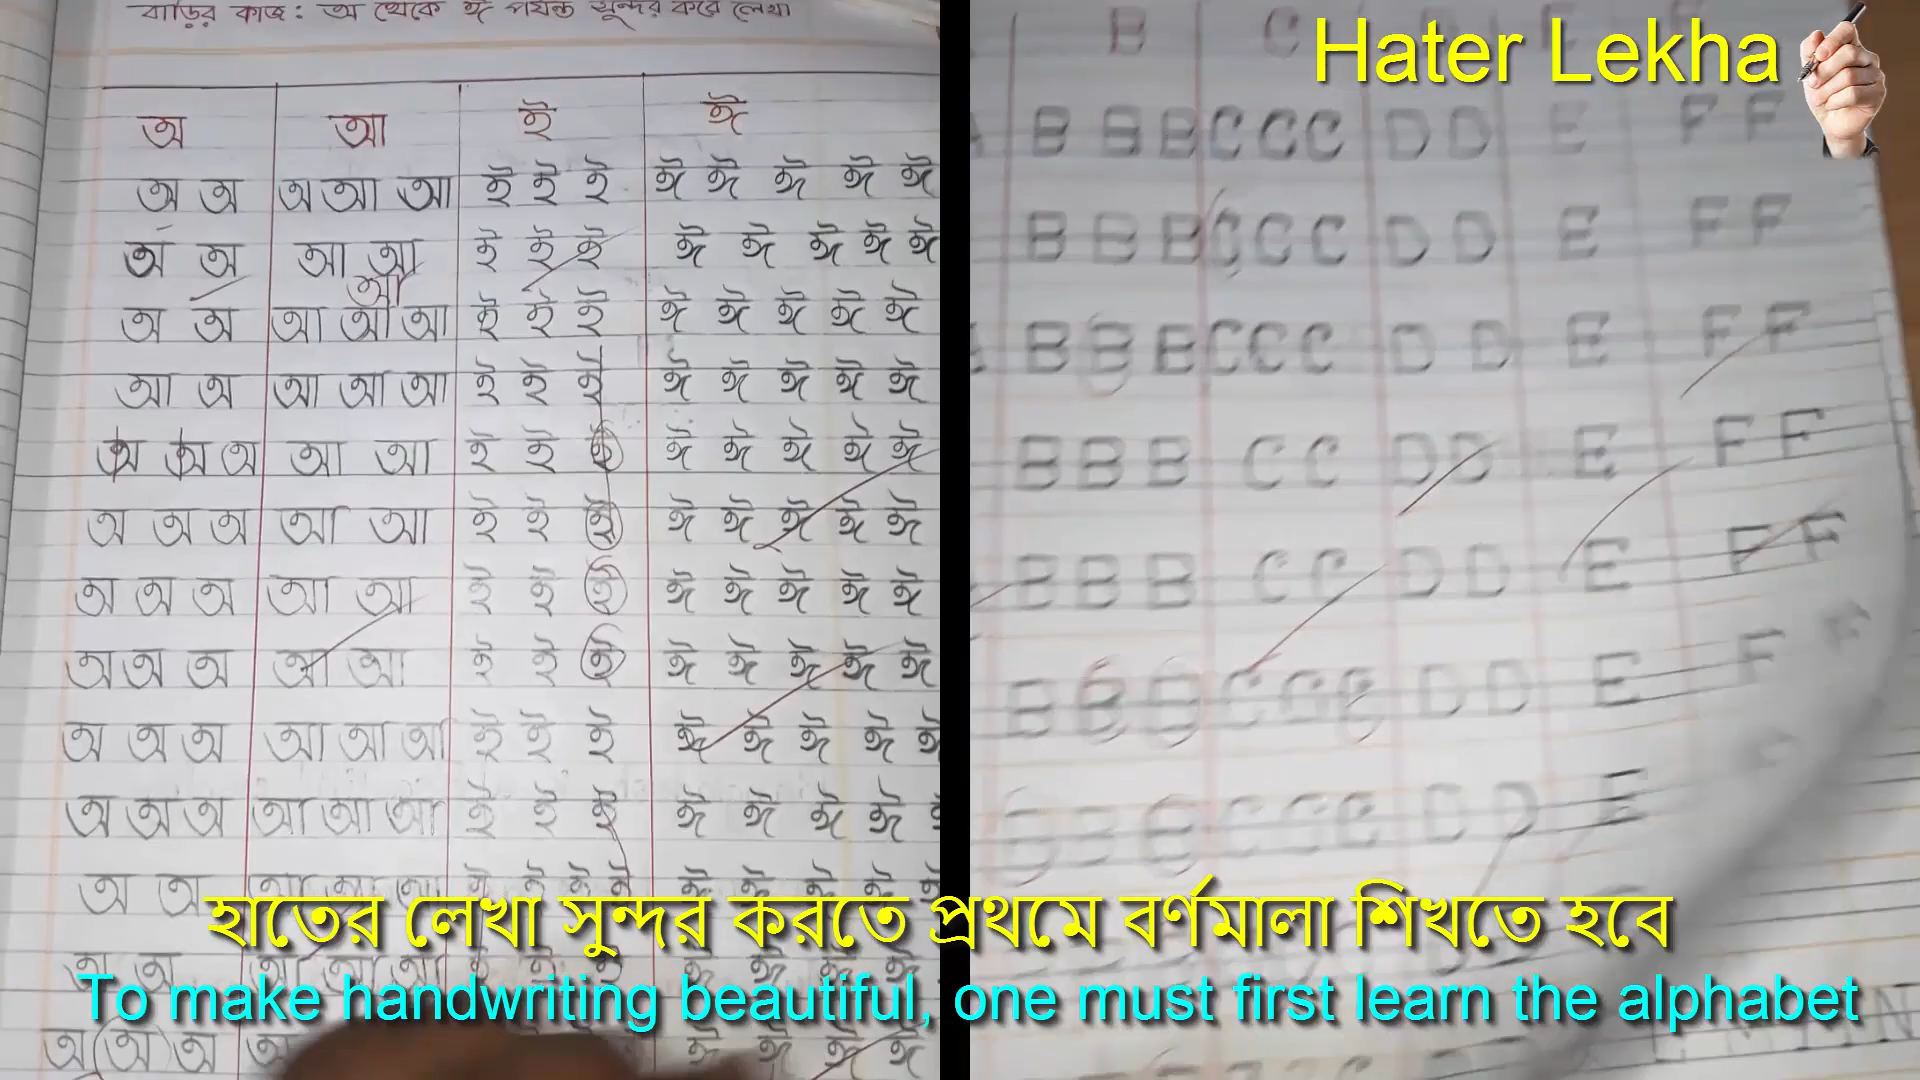 বাড়ির কাজ : অ থেকে ঈ পর্যন্ত সুন্দর করে লেখা
Hater Lekha
অ আ ই ঈ
অ অ অ আ আ ই ই ই ঈ ঈ ঈ ঈ ঈ
অ অ আ আ ই ই ই ঈ ঈ ঈ ঈ ঈ
আ
অ অ আ আ আ ই ই ই ঈ ঈ ঈ ঈ ঈ
আ অ আ আ আ ই ই ই ঈ ঈ ঈ ঈ ঈ
অ অ অ আ আ ই ই ই ঈ ঈ ঈ ঈ ঈ
অ অ অ আ আ ই ই ই ঈ ঈ ঈ ঈ ঈ
অ অ অ আ আ ই ই ই ঈ ঈ ঈ ঈ ঈ
অ অ অ আ আ ই ই ই ঈ ঈ ঈ ঈ ঈ
অ অ অ আ আ আ ই ই ই ঈ ঈ ঈ ঈ ঈ
অ অ অ আ আ আ ই ই ই ঈ ঈ ঈ ঈ
B C
B B B C C C D D E F F
B B B C C C D D E F F
B B B C C C D D E F F
B B B C C D D E F F
B B B C C D D E F F
B B B C C C D D E F F
B B B C C C D D E
হাতের লেখা সুন্দর করতে প্রথমে বর্ণমালা শিখতে হবে
To make handwriting beautiful, one must first learn the alphabet